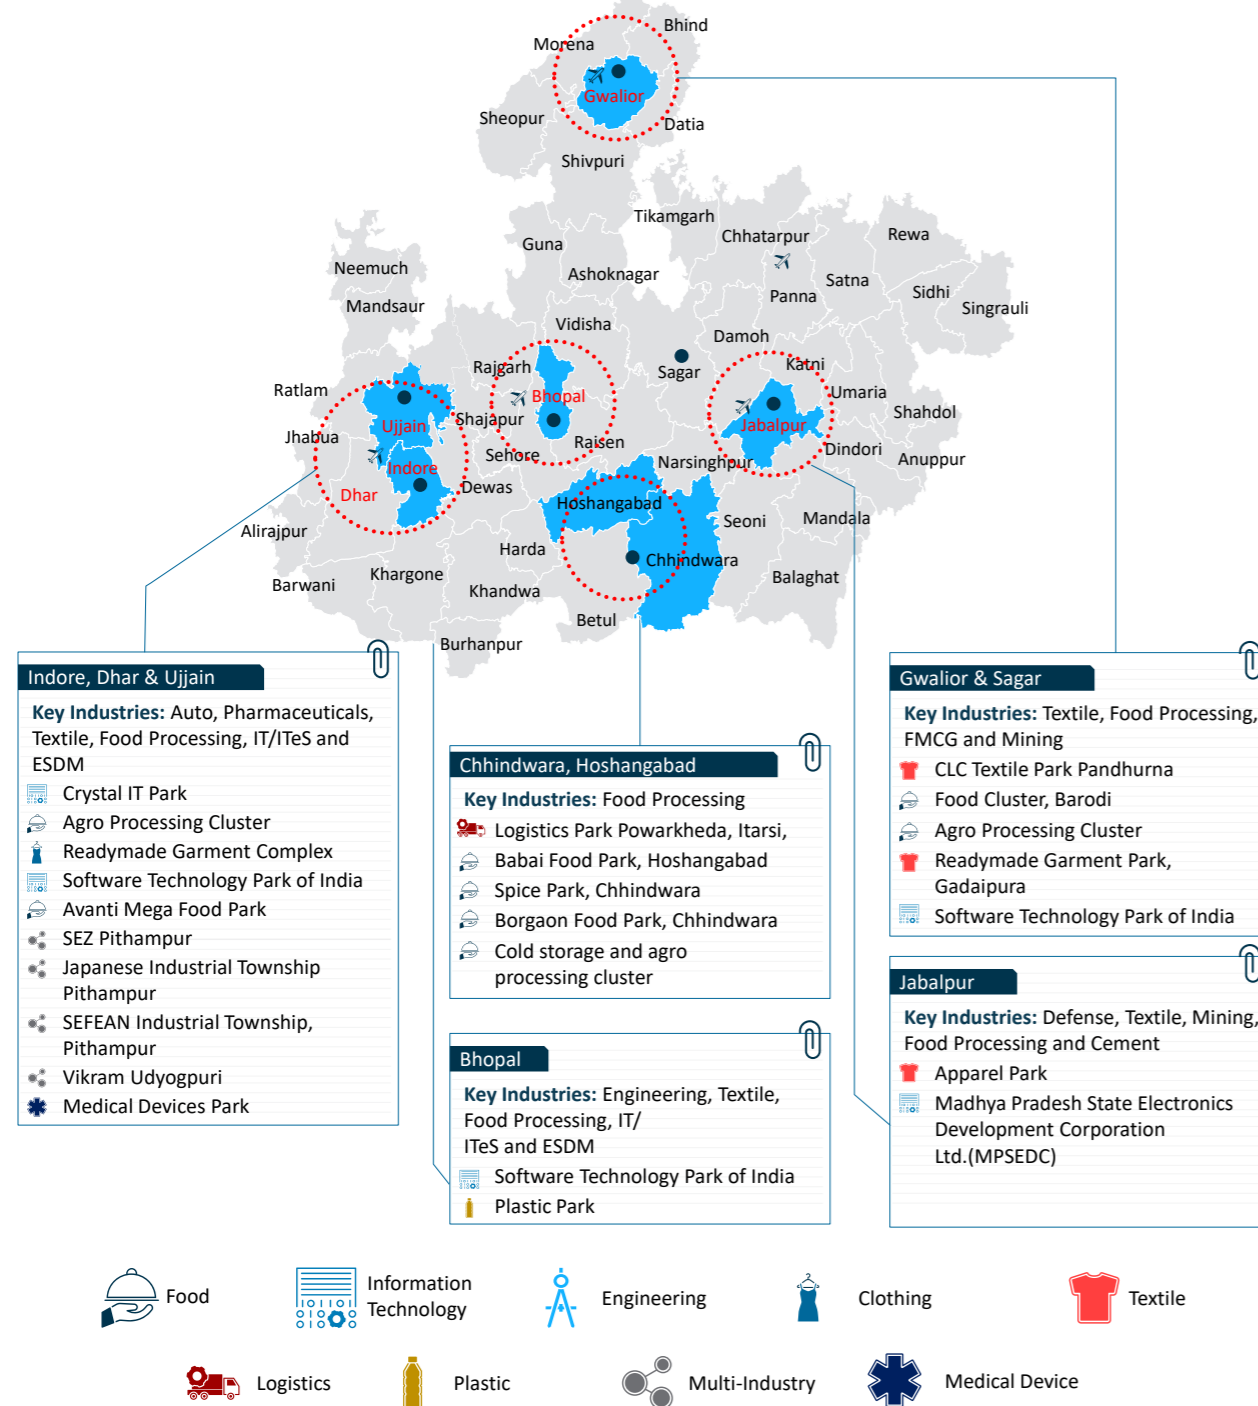 Bhind
Morena
Gwalior
Sheopur
Datia
Shivpuri
Tikamgarh
Chhatarpur
Rewa
Guna
Ashoknagar
Neemuch
Satna
Sidhi
Panna
Mandsaur
Singrauli
Vidisha
Damoh
Rajgarh
Sagar
Katni
Ratlam
Bhopal
Umaria
Shahdol
Shajapur
Ujjain
Jabalpur
Jhabua
Raisen
Sehore
Dindori
Anuppur
Narsinghpur
Indore
Dewas
Dhar
Hoshangabad
Seoni
Mandala
Alirajpur
Harda
Chhindwara
Khargone
Balaghat
Barwani
Khandwa
Betul
Burhanpur
Indore, Dhar & Ujjain
Key Industries: Auto, Pharmaceuticals,
Textile, Food Processing, IT/ITeS and
ESDM
Crystal IT Park
Agro Processing Cluster
Readymade Garment Complex
Software Technology Park of India
Avanti Mega Food Park
SEZ Pithampur
Japanese Industrial Township
Pithampur
SEFEAN Industrial Township,
Pithampur
Vikram Udyogpuri
Medical Devices Park
Chhindwara, Hoshangabad
Key Industries: Food Processing
Logistics Park Powarkheda, Itarsi,
Babai Food Park, Hoshangabad
Spice Park, Chhindwara
Borgaon Food Park, Chhindwara
Cold storage and agro
processing cluster
Bhopal
Key Industries: Engineering, Textile,
Food Processing, IT/
ITeS and ESDM
Software Technology Park of India
Plastic Park
Gwalior & Sagar
Key Industries: Textile, Food Processing,
FMCG and Mining
CLC Textile Park Pandhurna
Food Cluster, Barodi
Agro Processing Cluster
Readymade Garment Park,
Gadaipura
Software Technology Park of India
Jabalpur
Key Industries: Defense, Textile, Mining,
Food Processing and Cement
Apparel Park
Madhya Pradesh State Electronics
Development Corporation
Ltd.(MPSEDC)
Food
Information
Technology
Engineering
Clothing
Textile
Logistics
Plastic
Multi-Industry
Medical Device